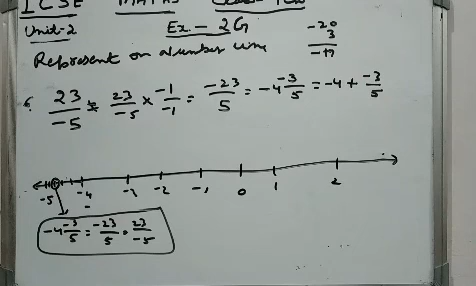 ICSE MATHS
Unit-2 Ex. - 2G
Represent on Number line
-20
3
-17
6. 23/-5 = 23/-5 × -1/-1 = -23/5 = -4 -3/5 = -4 + -3/5
-5 -4 -3 -2 -1 0 1 2
-4 -3/5 = -23/5 = 23/-5